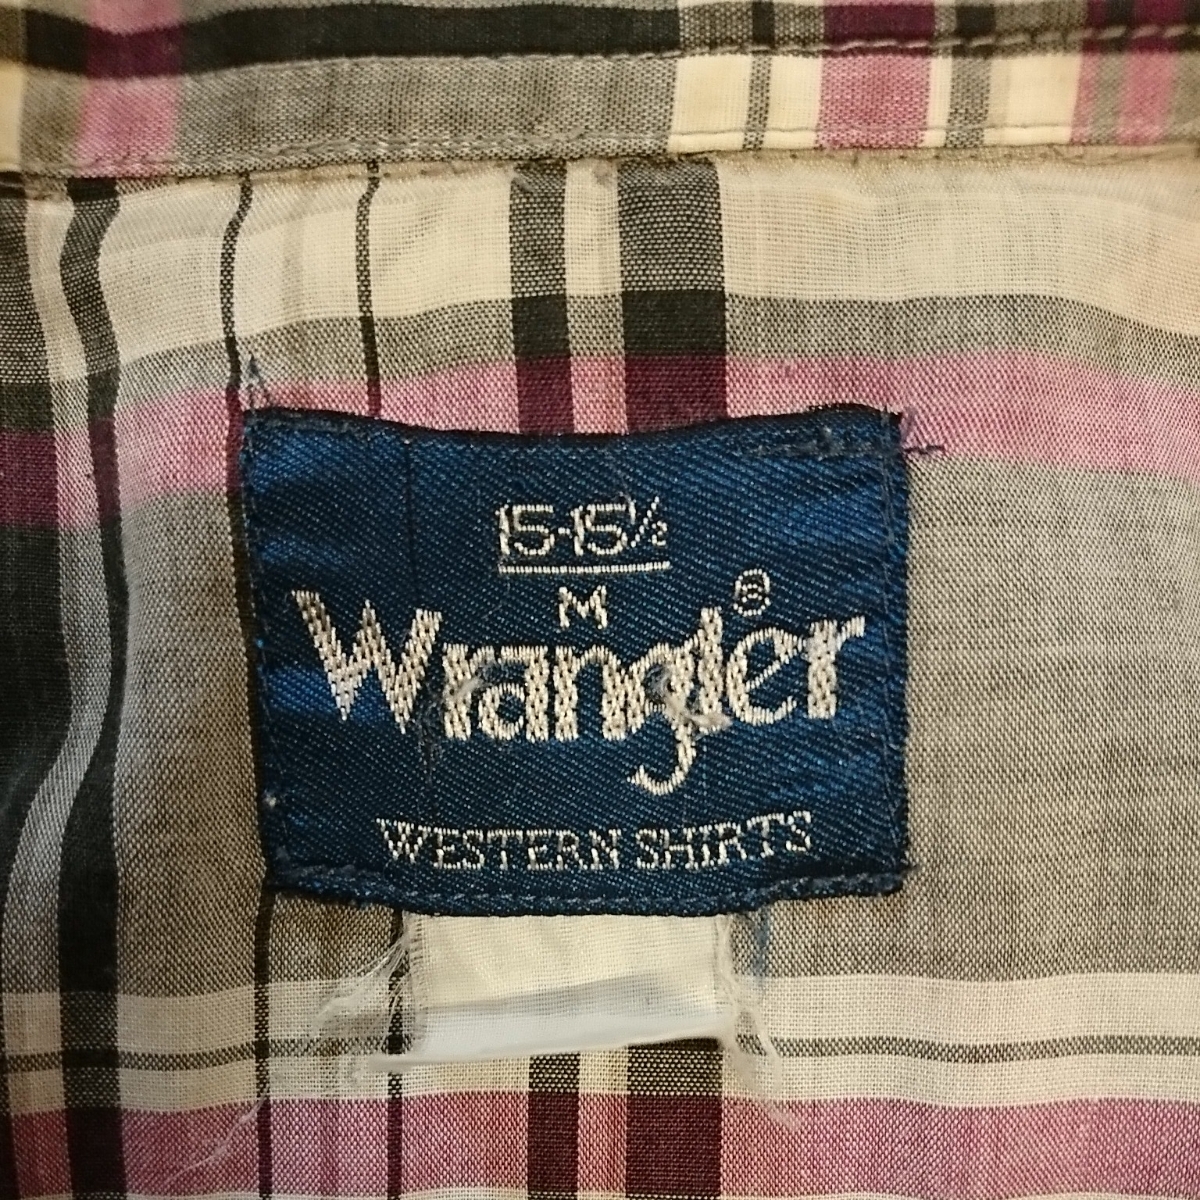 15-15½
M
Wrangler®
WESTERN SHIRTS